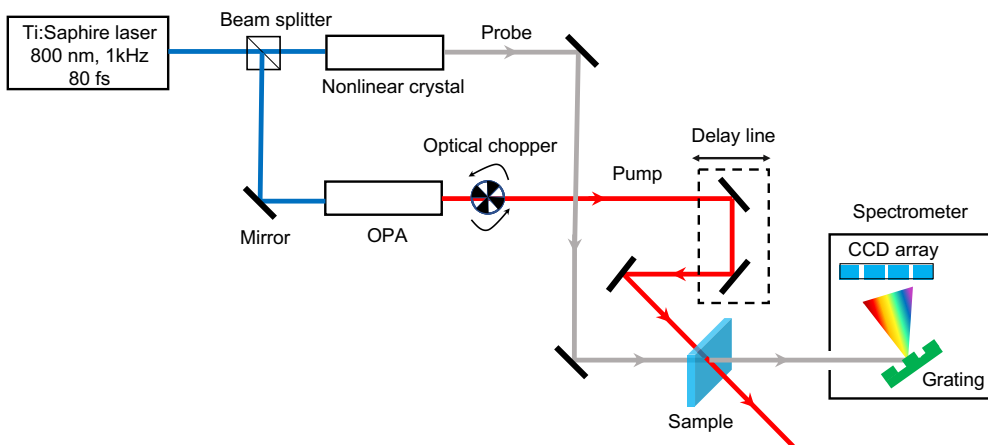 Ti:Saphire laser
800 nm, 1kHz
80 fs
Beam splitter
Nonlinear crystal
Probe
Optical chopper
Delay line
Pump
Mirror
OPA
Spectrometer
CCD array
Grating
Sample